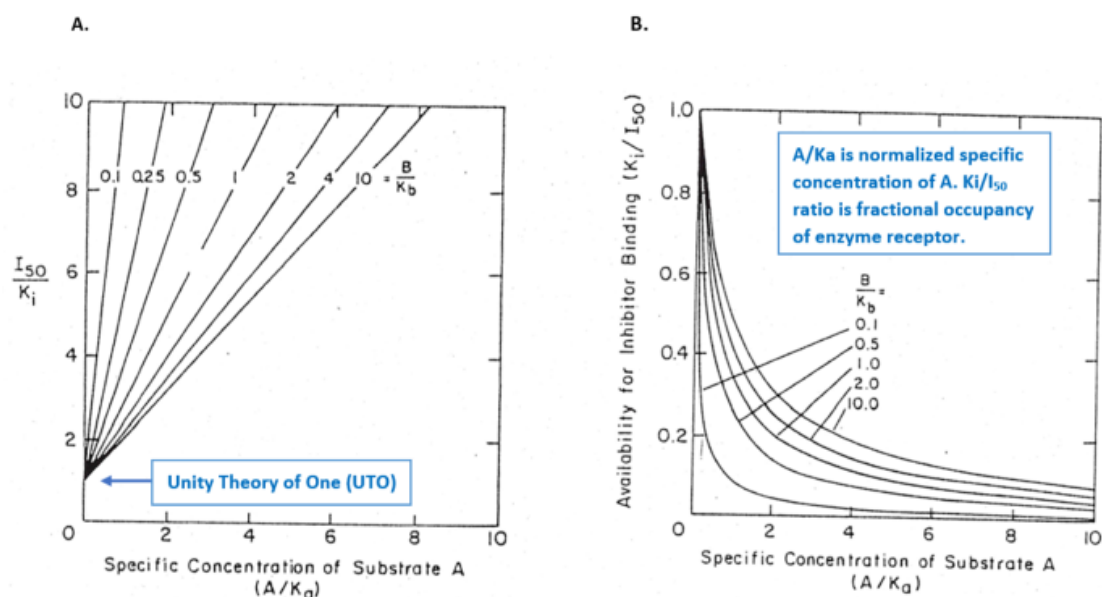 A.
10
8
6
4
2
0
I50
Ki
0.1
0.25
0.5
1
2
4
10 = B
Kb
Unity Theory of One (UTO)
0 2 4 6 8 10
Specific Concentration of Substrate A
(A/Ka)
B.
Availability for Inhibitor Binding (Ki/I50)
1.0
0.8
0.6
0.4
0.2
0
A/Ka is normalized specific
concentration of A. Ki/I50
ratio is fractional occupancy
of enzyme receptor.
B
Kb =
0.1
0.5
1.0
2.0
10.0
0 2 4 6 8 10
Specific Concentration of Substrate A
(A/Ka)